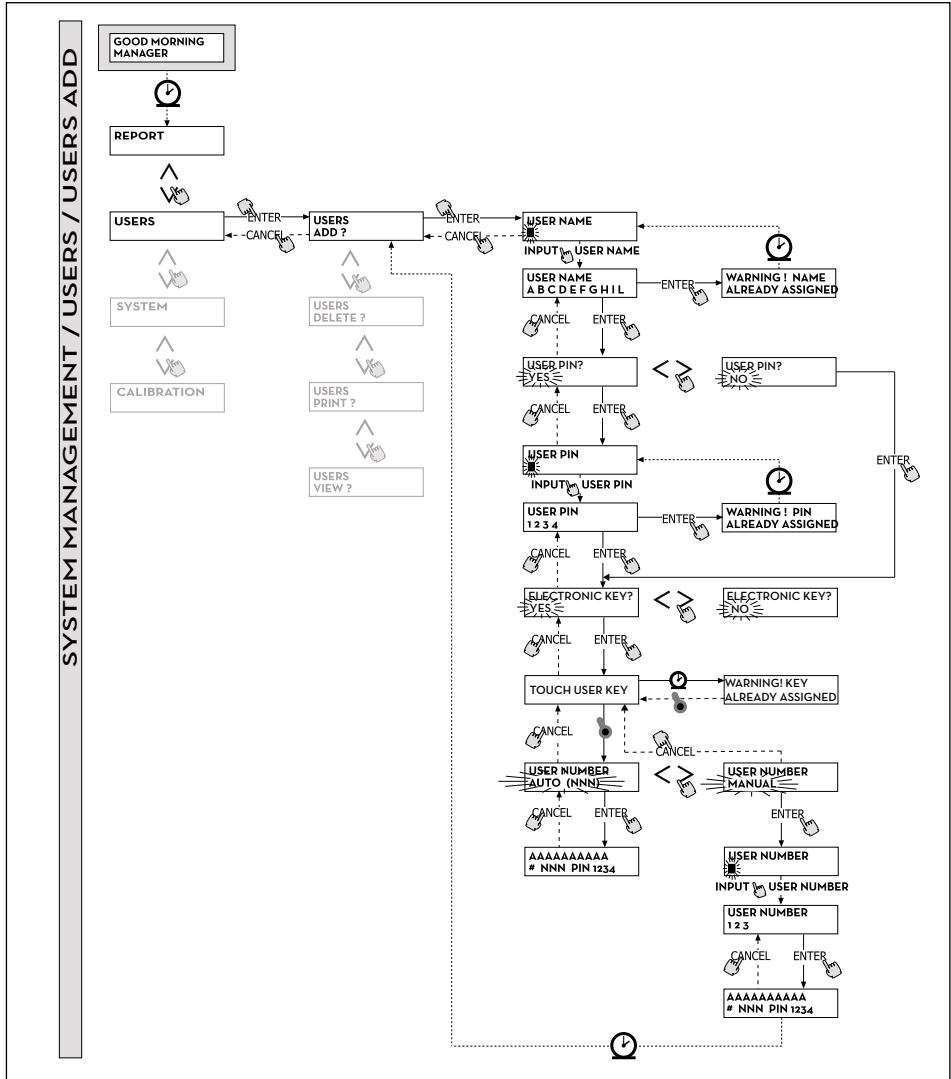 SYSTEM MANAGEMENT / USERS / USERS ADD
GOOD MORNING
MANAGER
REPORT
USERS
ENTER
CANCEL
USERS
ADD ?
ENTER
CANCEL
USER NAME
INPUT USER NAME
USER NAME
A B C D E F G H I L
ENTER
WARNING ! NAME
ALREADY ASSIGNED
SYSTEM
USERS
DELETE ?
CANCEL
ENTER
CALIBRATION
USERS
PRINT ?
USER PIN?
YES
USER PIN?
NO
CANCEL
ENTER
ENTER
USERS
VIEW ?
USER PIN
INPUT USER PIN
USER PIN
1 2 3 4
ENTER
WARNING ! PIN
ALREADY ASSIGNED
CANCEL
ENTER
ELECTRONIC KEY?
YES
ELECTRONIC KEY?
NO
CANCEL
ENTER
TOUCH USER KEY
WARNING! KEY
ALREADY ASSIGNED
CANCEL
CANCEL
USER NUMBER
AUTO (NNN)
USER NUMBER
MANUAL
CANCEL
ENTER
ENTER
AAAAAAAAAA
# NNN PIN 1234
USER NUMBER
INPUT USER NUMBER
USER NUMBER
1 2 3
CANCEL
ENTER
AAAAAAAAAA
# NNN PIN 1234